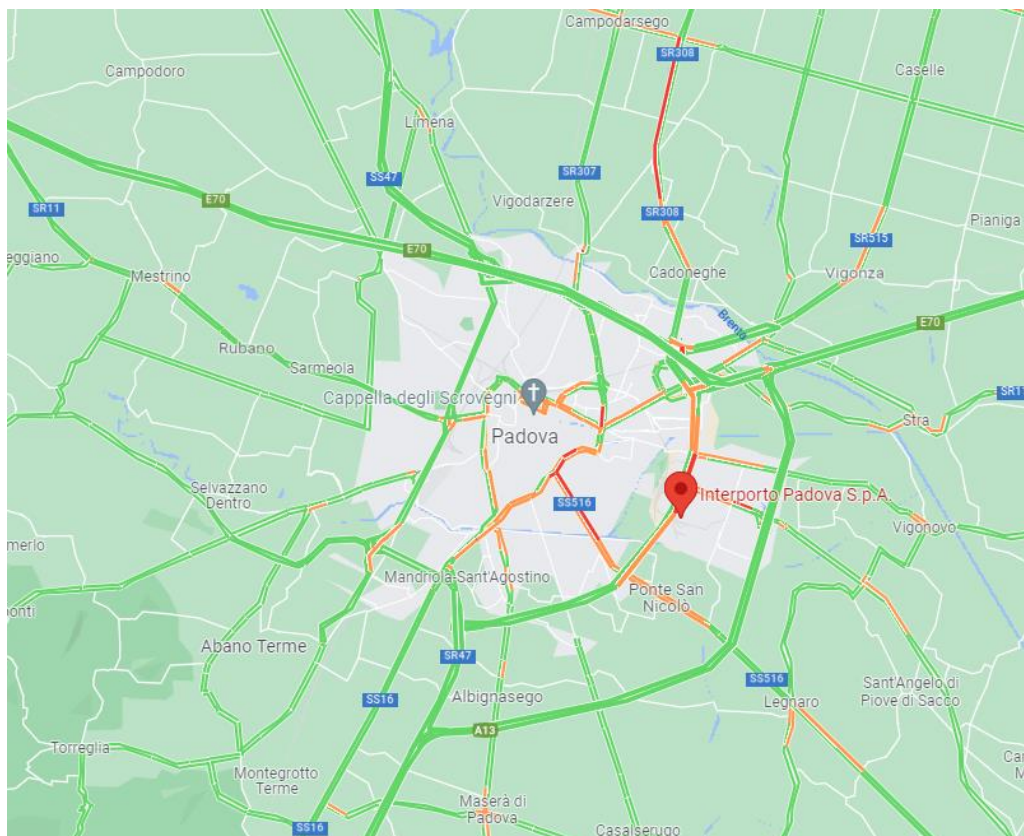 Campodarsego
SR308
Campodoro
Caselle
Limena
SR307
SS47
E70
Vigodarzere
SR11
SR308
Pianiga
SR515
E70
eggiano
Mestrino
Cadoneghe
Vigonza
Brenta
E70
Rubano
Sarmeola
Cappella degli Scrovegni
SR11
Stra
Padova
Selvazzano
Dentro
Interporto Padova S.p.A.
SS516
Vigonovo
merlo
Mandriola-Sant'Agostino
Ponte San
Nicolò
onti
Abano Terme
SR47
SS16
SS516
Sant'Angelo di
Piove di Sacco
Albignasego
Legnaro
A13
Torreglia
Montegrotto
Terme
Maserà di
Padova
SS16
Casalserugo